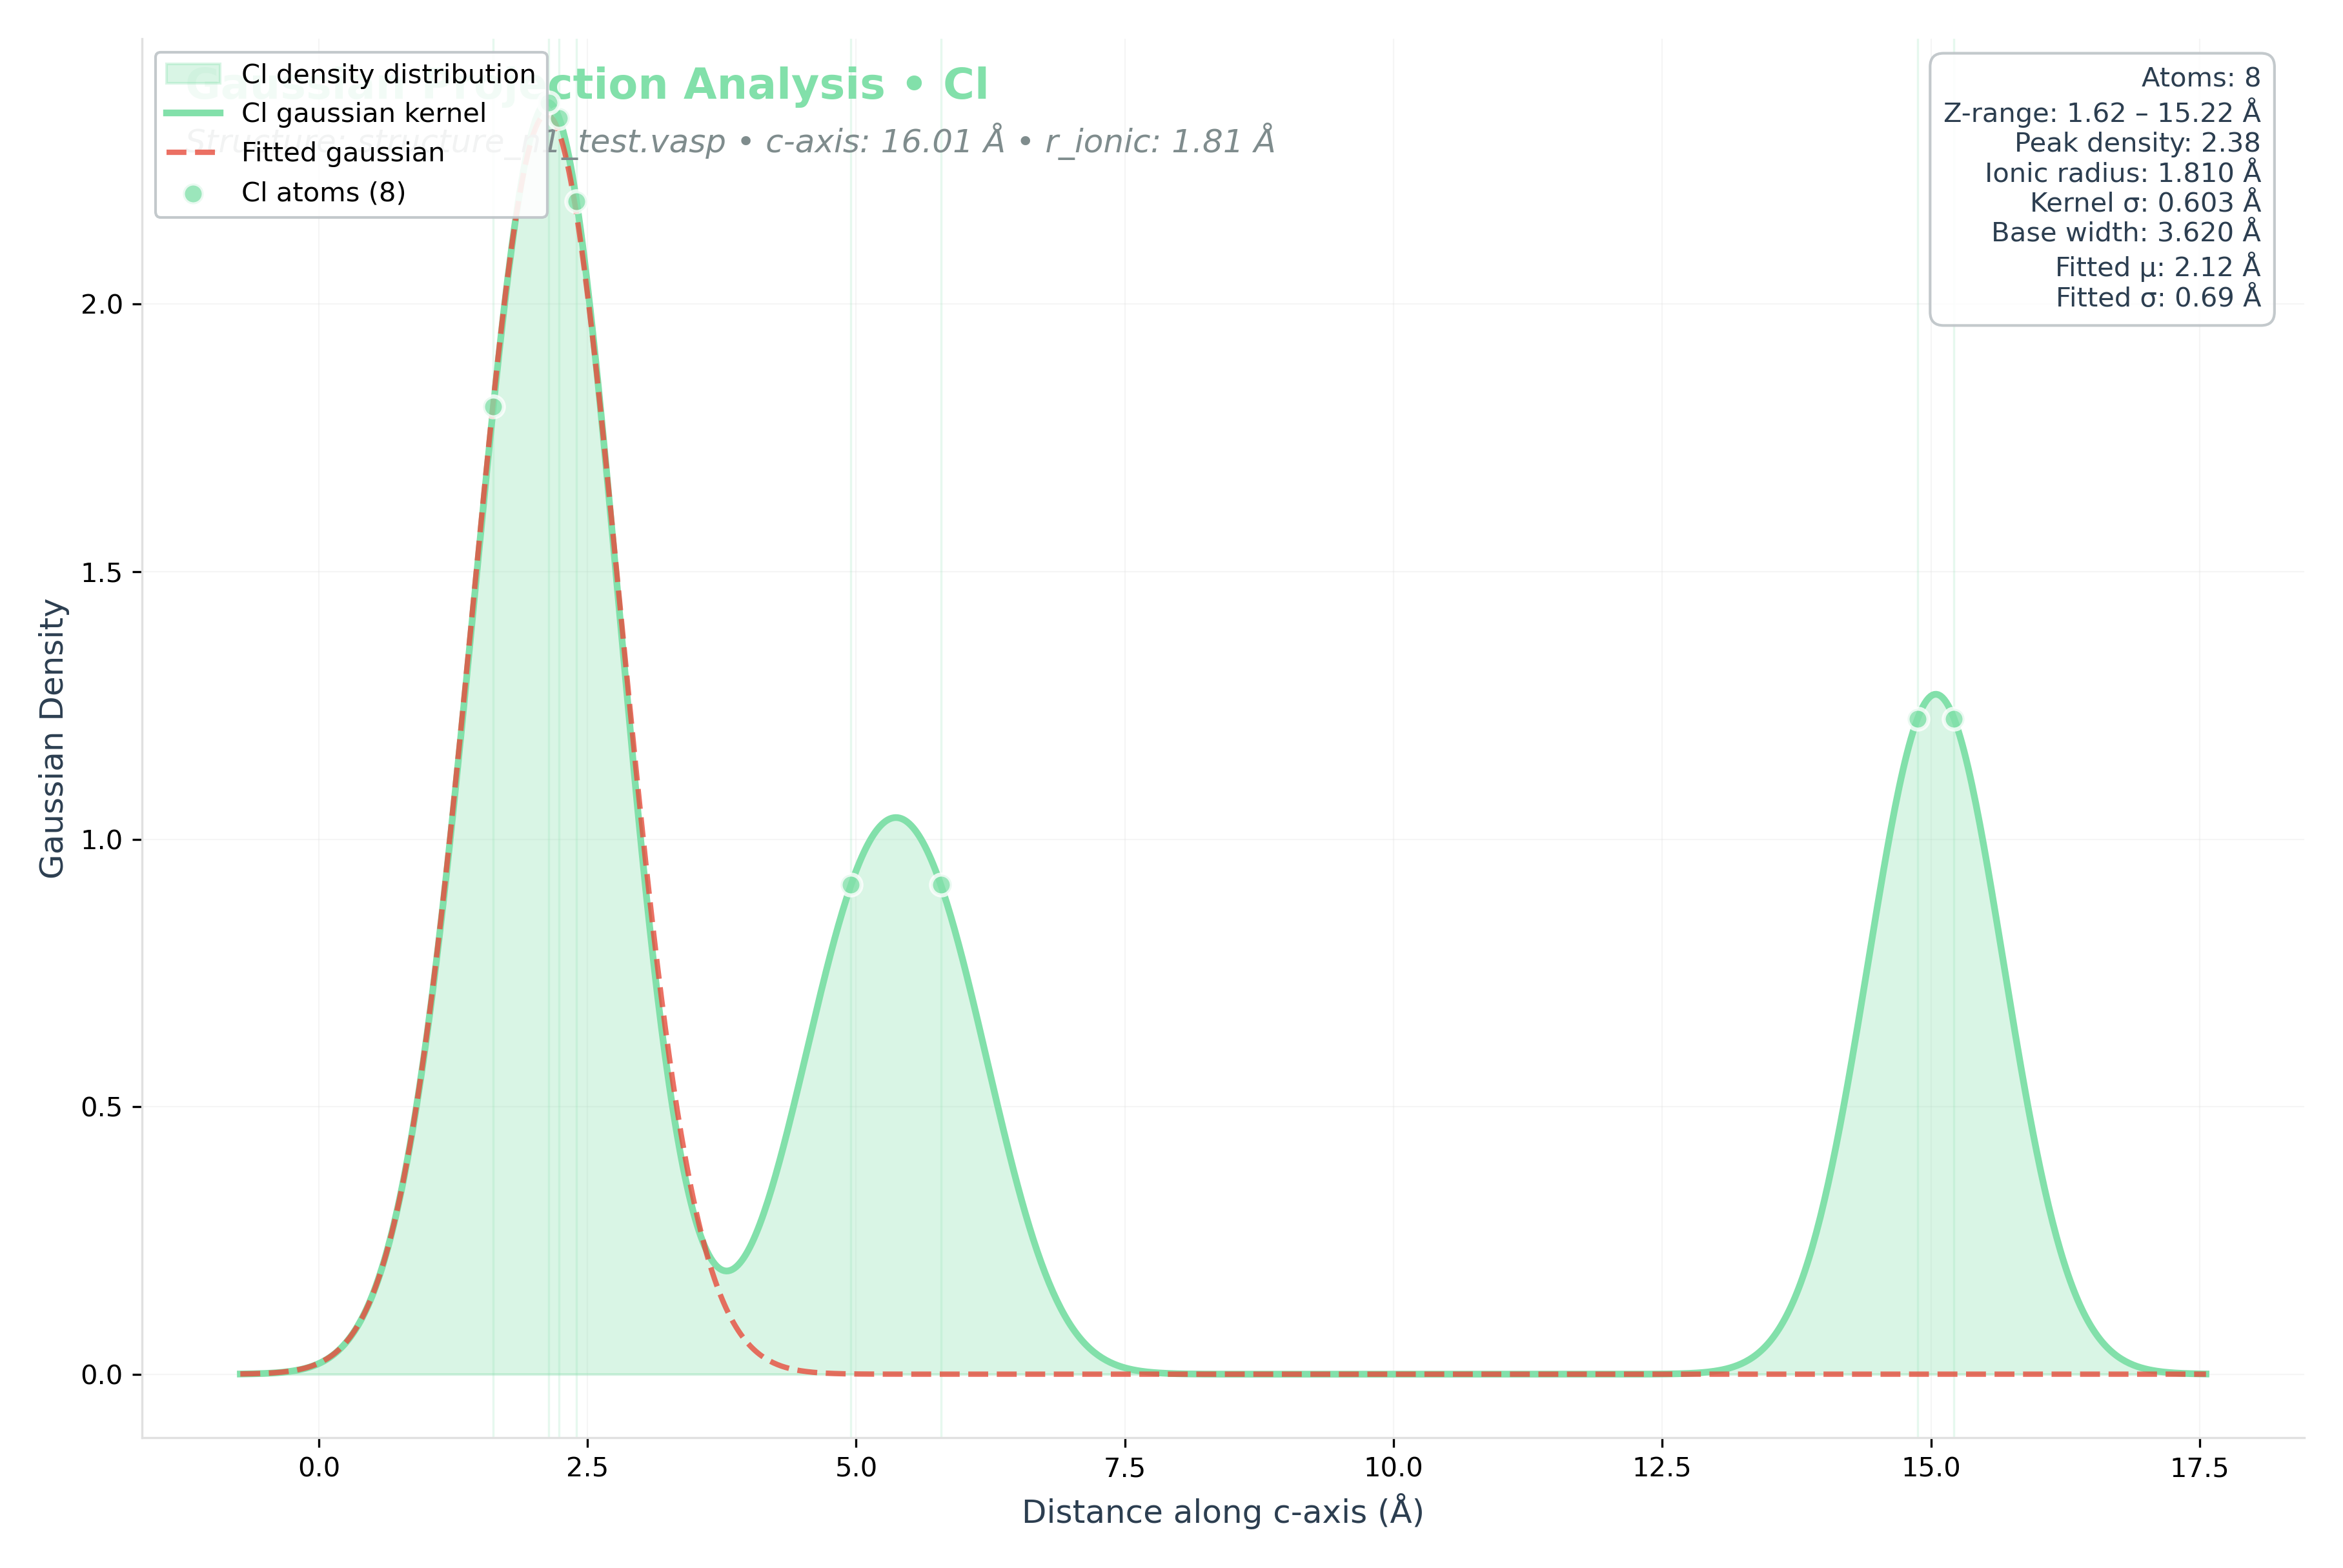 Gaussian Projection Analysis • Cl
Structure: structure_n1_test.vasp • c-axis: 16.01 Å • r_ionic: 1.81 Å
Cl density distribution
Cl gaussian kernel
Fitted gaussian
Cl atoms (8)
Atoms: 8
Z-range: 1.62 – 15.22 Å
Peak density: 2.38
Ionic radius: 1.810 Å
Kernel σ: 0.603 Å
Base width: 3.620 Å
Fitted μ: 2.12 Å
Fitted σ: 0.69 Å
Gaussian Density
2.0
1.5
1.0
0.5
0.0
0.0 2.5 5.0 7.5 10.0 12.5 15.0 17.5
Distance along c-axis (Å)